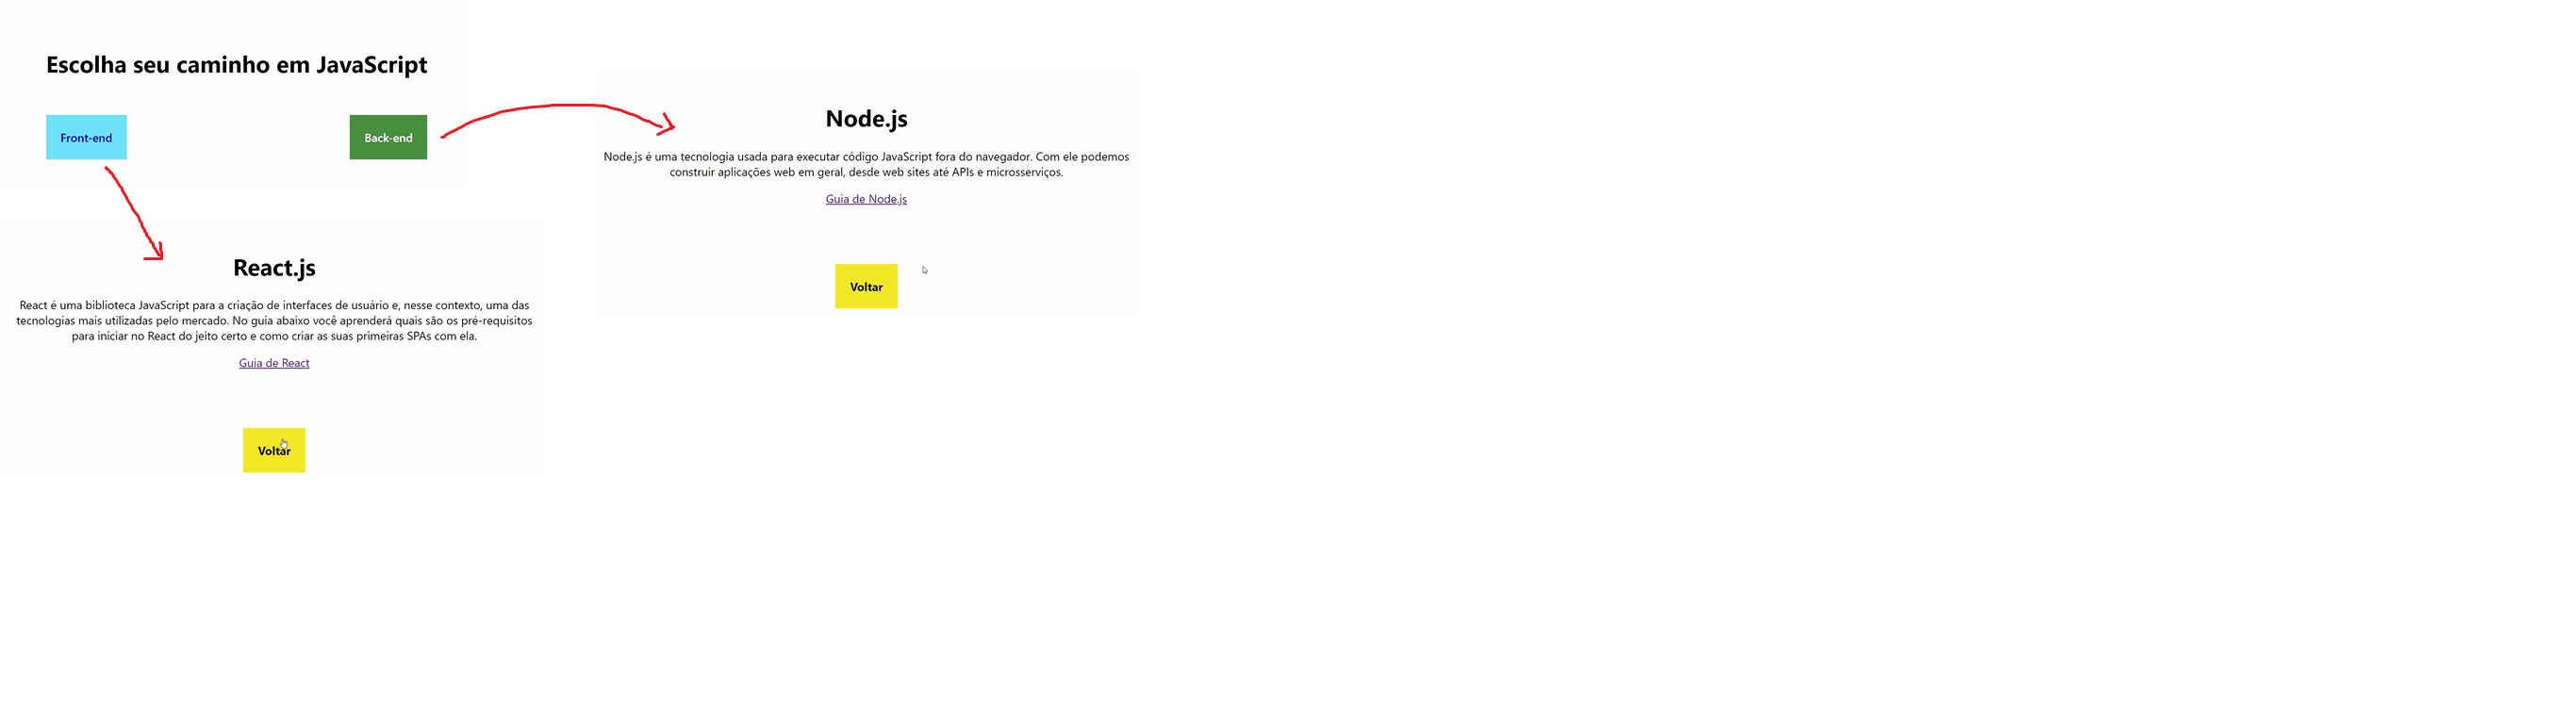 Escolha seu caminho em JavaScript
Front-end
Back-end
Node.js
Node.js é uma tecnologia usada para executar código JavaScript fora do navegador. Com ele podemos
construir aplicações web em geral, desde web sites até APIs e microsserviços.
Guia de Node.js
Voltar
React.js
React é uma biblioteca JavaScript para a criação de interfaces de usuário e, nesse contexto, uma das
tecnologias mais utilizadas pelo mercado. No guia abaixo você aprenderá quais são os pré-requisitos
para iniciar no React do jeito certo e como criar as suas primeiras SPAs com ela.
Guia de React
Voltar